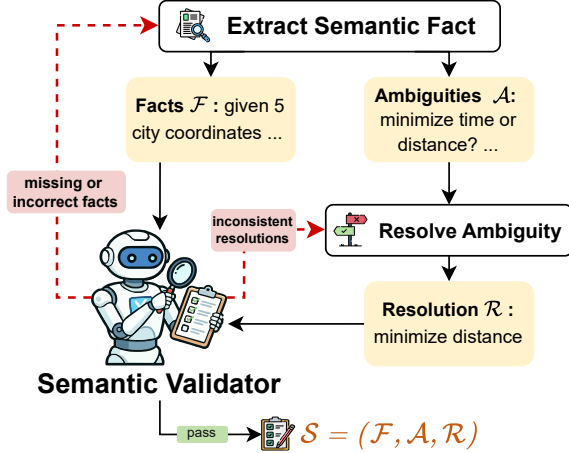 Extract Semantic Fact
Facts ℱ : given 5
city coordinates ...
Ambiguities 𝒜:
minimize time or
distance? ...
missing or
incorrect facts
inconsistent
resolutions
Resolve Ambiguity
Resolution ℛ :
minimize distance
Semantic Validator
pass
𝒮 = (ℱ, 𝒜, ℛ)